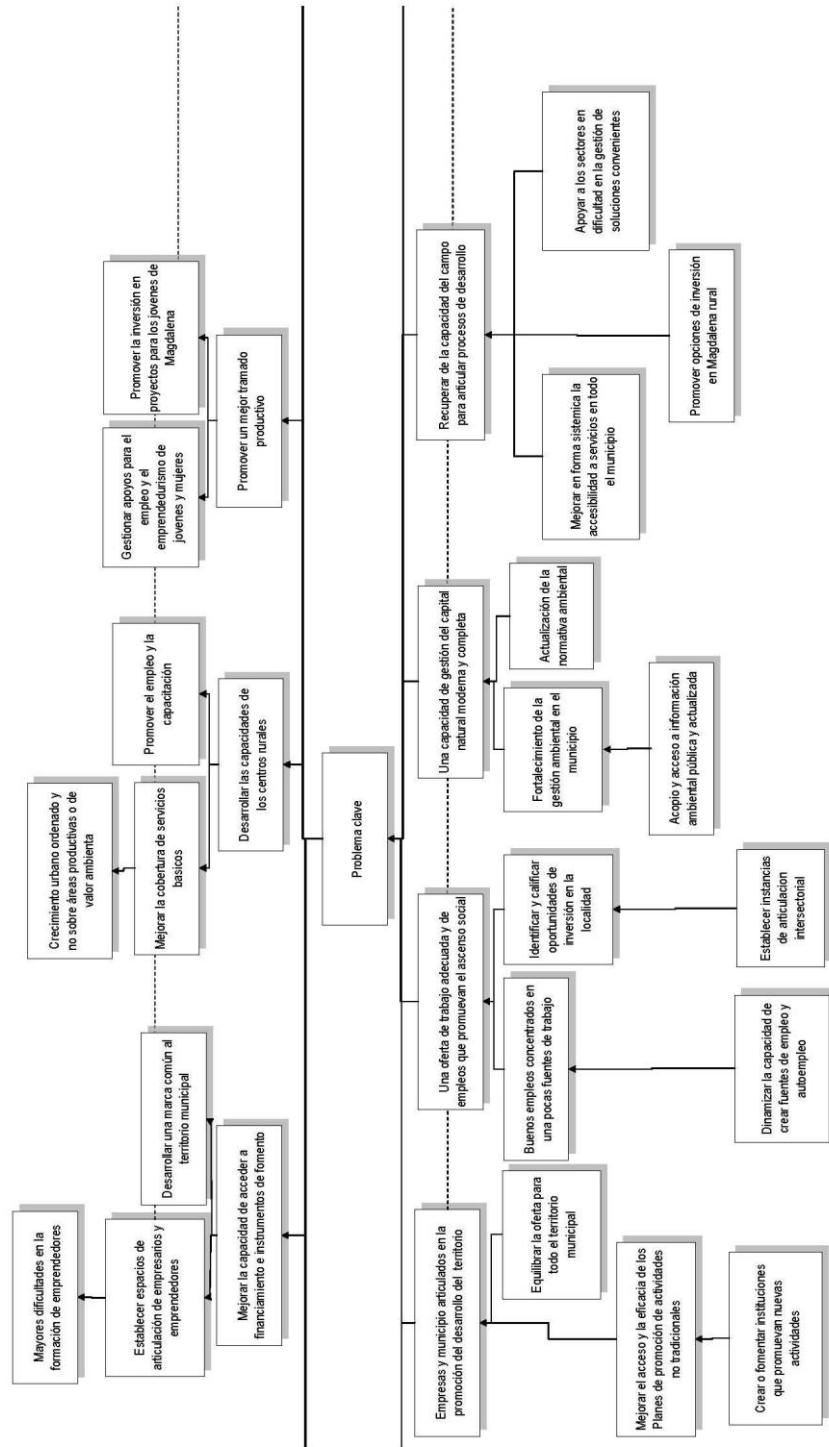 Mayores dificultades en la
formación de emprendedores
Crecimiento urbano ordenado y
no sobre áreas productivas o de
valor ambienta
Establecer espacios de
articulación de empresarios y
emprendedores
Desarrollar una marca común al
territorio municipal
Mejorar la cobertura de servicios
basicos
Promover el empleo y la
capacitación
Gestionar apoyos para el
empleo y el
emprendedurismo de
jovenes y mujeres
Promover la inversión en
proyectos para los jovenes de
Magdalena
Mejorar la capacidad de acceder a
financiamiento e instrumentos de fomento
Desarrollar las capacidades de
los centros rurales
Promover un mejor tramado
productivo
Problema clave
Empresas y municipio articulados en la
promoción del desarrollo del territorio
Una oferta de trabajo adecuada y de
empleos que promuevan el ascenso social
Una capacidad de gestión del capital
natural moderna y completa
Recuperar de la capacidad del campo
para articular procesos de desarrollo
Equilibrar la oferta para
todo el territorio
municipal
Buenos empleos concentrados en
una pocas fuentes de trabajo
Identificar y calificar
oportunidades de
inversión en la
localidad
Fortalecimiento de la
gestión ambiental en el
municipio
Actualización de la
normativa ambiental
Mejorar en forma sistemica la
accesibilidad a servicios en todo
el municipio
Apoyar a los sectores en
dificultad en la gestión de
soluciones convenientes
Mejorar el acceso y la eficacia de los
Planes de promoción de actividades
no tradicionales
Acopio y acceso a información
ambiental pública y actualizada
Promover opciones de inversión
en Magdalena rural
Crear o fomentar instituciones
que promuevan nuevas
actividades
Dinamizar la capacidad de
crear fuentes de empleo y
autoempleo
Establecer instancias
de articulacion
intersectorial